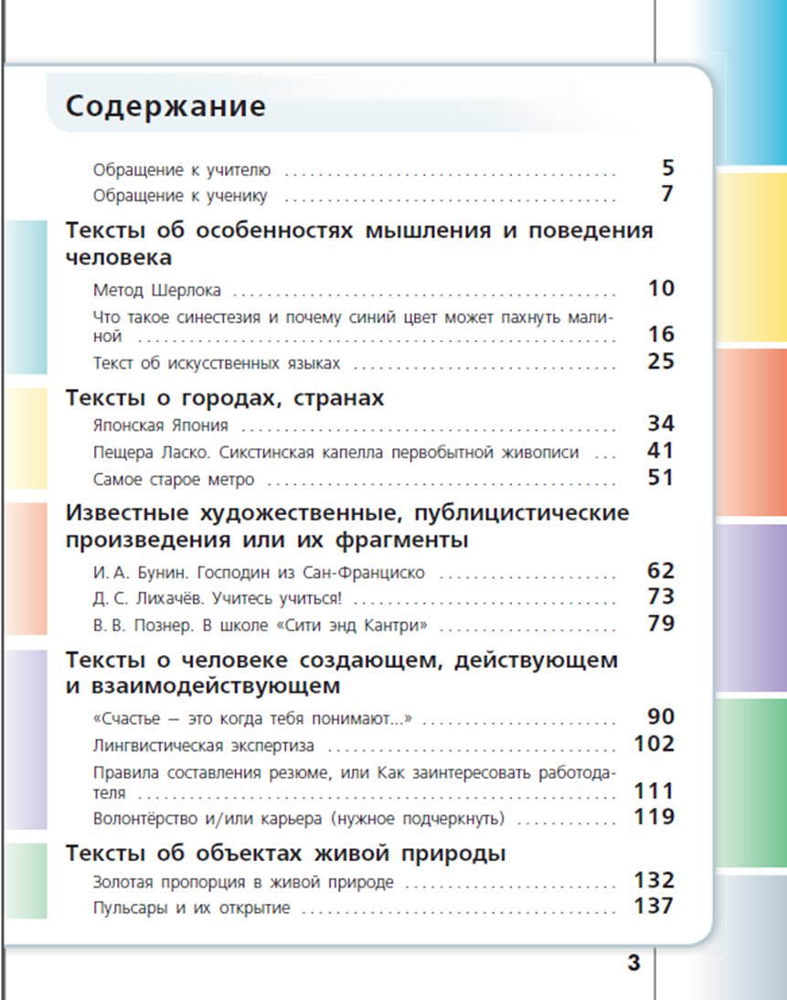 Содержание
Обращение к учителю ........................................ 5
Обращение к ученику ........................................ 7
Тексты об особенностях мышления и поведения
человека
Метод Шерлока ........................................ 10
Что такое синестезия и почему синий цвет может пахнуть мали-
ной ........................................ 16
Текст об искусственных языках ........................................ 25
Тексты о городах, странах
Японская Япония ........................................ 34
Пещера Ласко. Сикстинская капелла первобытной живописи ... 41
Самое старое метро ........................................ 51
Известные художественные, публицистические
произведения или их фрагменты
И. А. Бунин. Господин из Сан-Франциско ..................... 62
Д. С. Лихачёв. Учитесь учиться! ............................... 73
В. В. Познер. В школе «Сити энд Кантри» ..................... 79
Тексты о человеке создающем, действующем
и взаимодействующем
«Счастье — это когда тебя понимают...» ....................... 90
Лингвистическая экспертиза .................................. 102
Правила составления резюме, или Как заинтересовать работода-
теля ........................................ 111
Волонтёрство и/или карьера (нужное подчеркнуть) ............ 119
Тексты об объектах живой природы
Золотая пропорция в живой природе ......................... 132
Пульсары и их открытие ..................................... 137
3